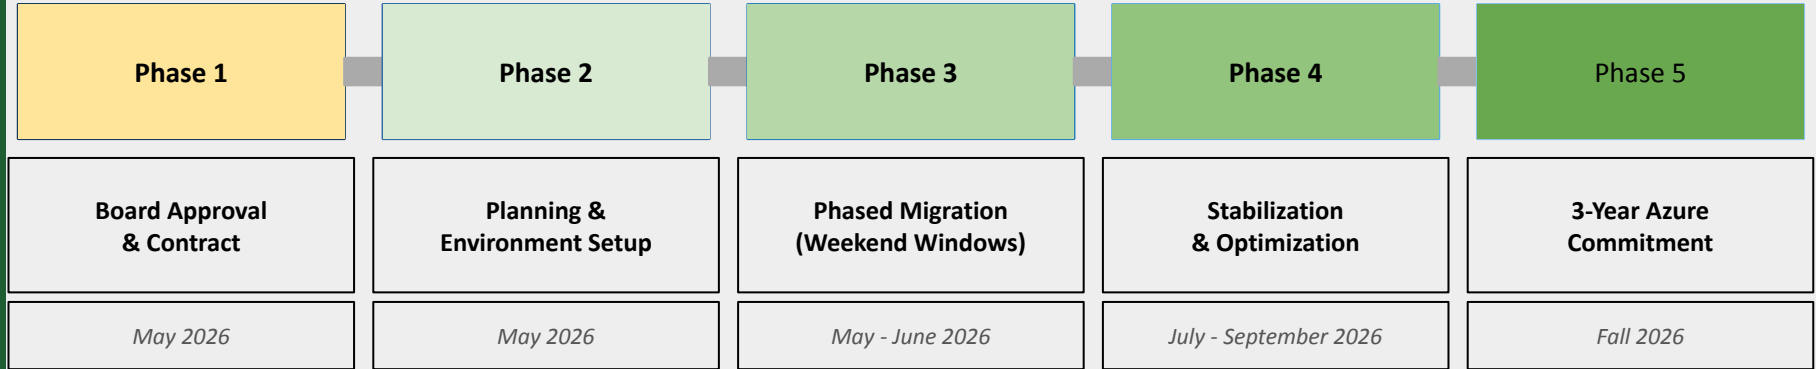 Phase 1
Phase 2
Phase 3
Phase 4
Phase 5
Board Approval
& Contract
Planning &
Environment Setup
Phased Migration
(Weekend Windows)
Stabilization
& Optimization
3-Year Azure
Commitment
May 2026
May 2026
May - June 2026
July - September 2026
Fall 2026